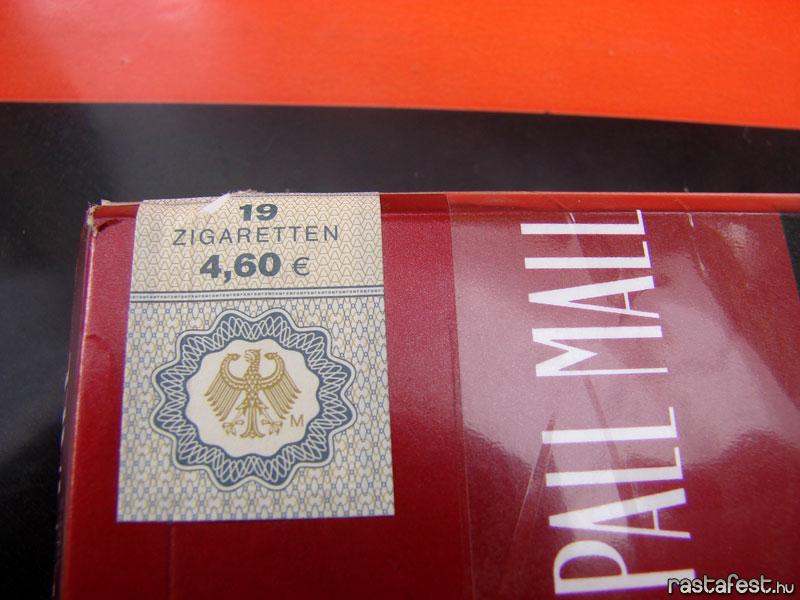 19
ZIGARETTEN
4,60 €
M
PALL MALL
rastafest.hu